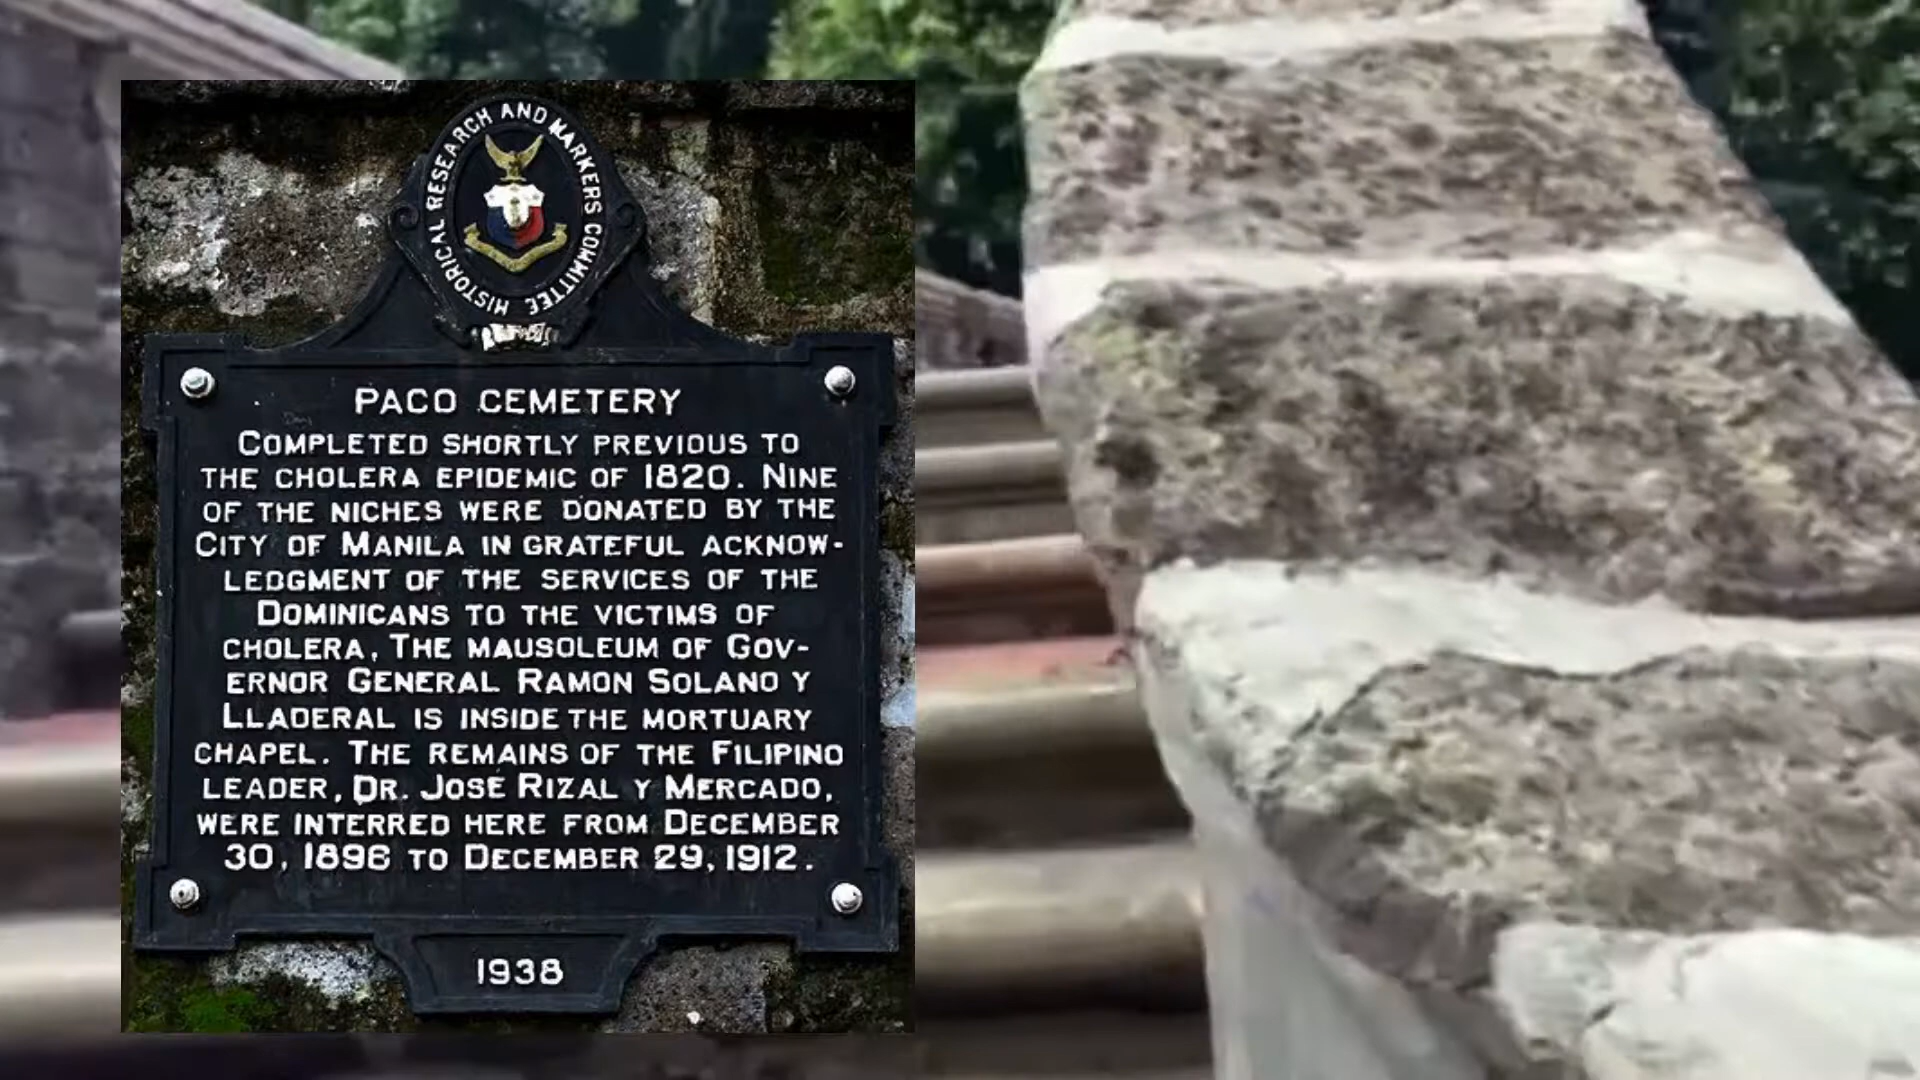 HISTORICAL RESEARCH AND MARKERS COMMITTEE
PACO CEMETERY
COMPLETED SHORTLY PREVIOUS TO
THE CHOLERA EPIDEMIC OF 1820. NINE
OF THE NICHES WERE DONATED BY THE
CITY OF MANILA IN GRATEFUL ACKNOW-
LEDGMENT OF THE SERVICES OF THE
DOMINICANS TO THE VICTIMS OF
CHOLERA, THE MAUSOLEUM OF GOV-
ERNOR GENERAL RAMON SOLANO Y
LLADERAL IS INSIDE THE MORTUARY
CHAPEL. THE REMAINS OF THE FILIPINO
LEADER, DR. JOSÉ RIZAL Y MERCADO,
WERE INTERRED HERE FROM DECEMBER
30, 1896 TO DECEMBER 29, 1912.
1938